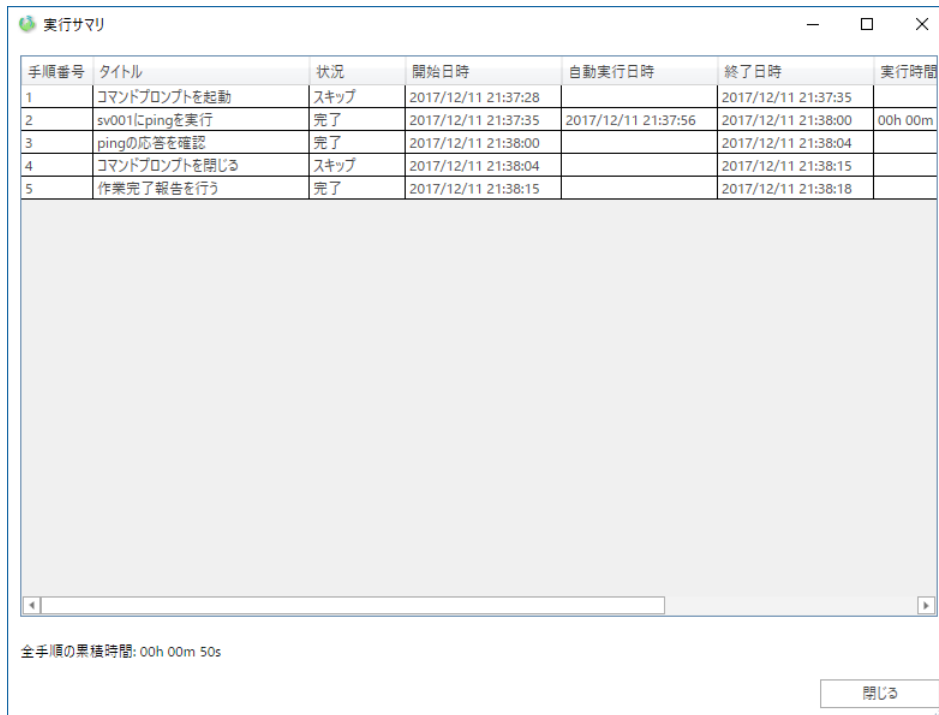 実行サマリ
手順番号 タイトル 状況 開始日時 自動実行日時 終了日時 実行時間
1 コマンドプロンプトを起動 スキップ 2017/12/11 21:37:28 2017/12/11 21:37:35
2 sv001にpingを実行 完了 2017/12/11 21:37:35 2017/12/11 21:37:56 2017/12/11 21:38:00 00h 00m
3 pingの応答を確認 完了 2017/12/11 21:38:00 2017/12/11 21:38:04
4 コマンドプロンプトを閉じる スキップ 2017/12/11 21:38:04 2017/12/11 21:38:15
5 作業完了報告を行う 完了 2017/12/11 21:38:15 2017/12/11 21:38:18
全手順の累積時間: 00h 00m 50s
閉じる